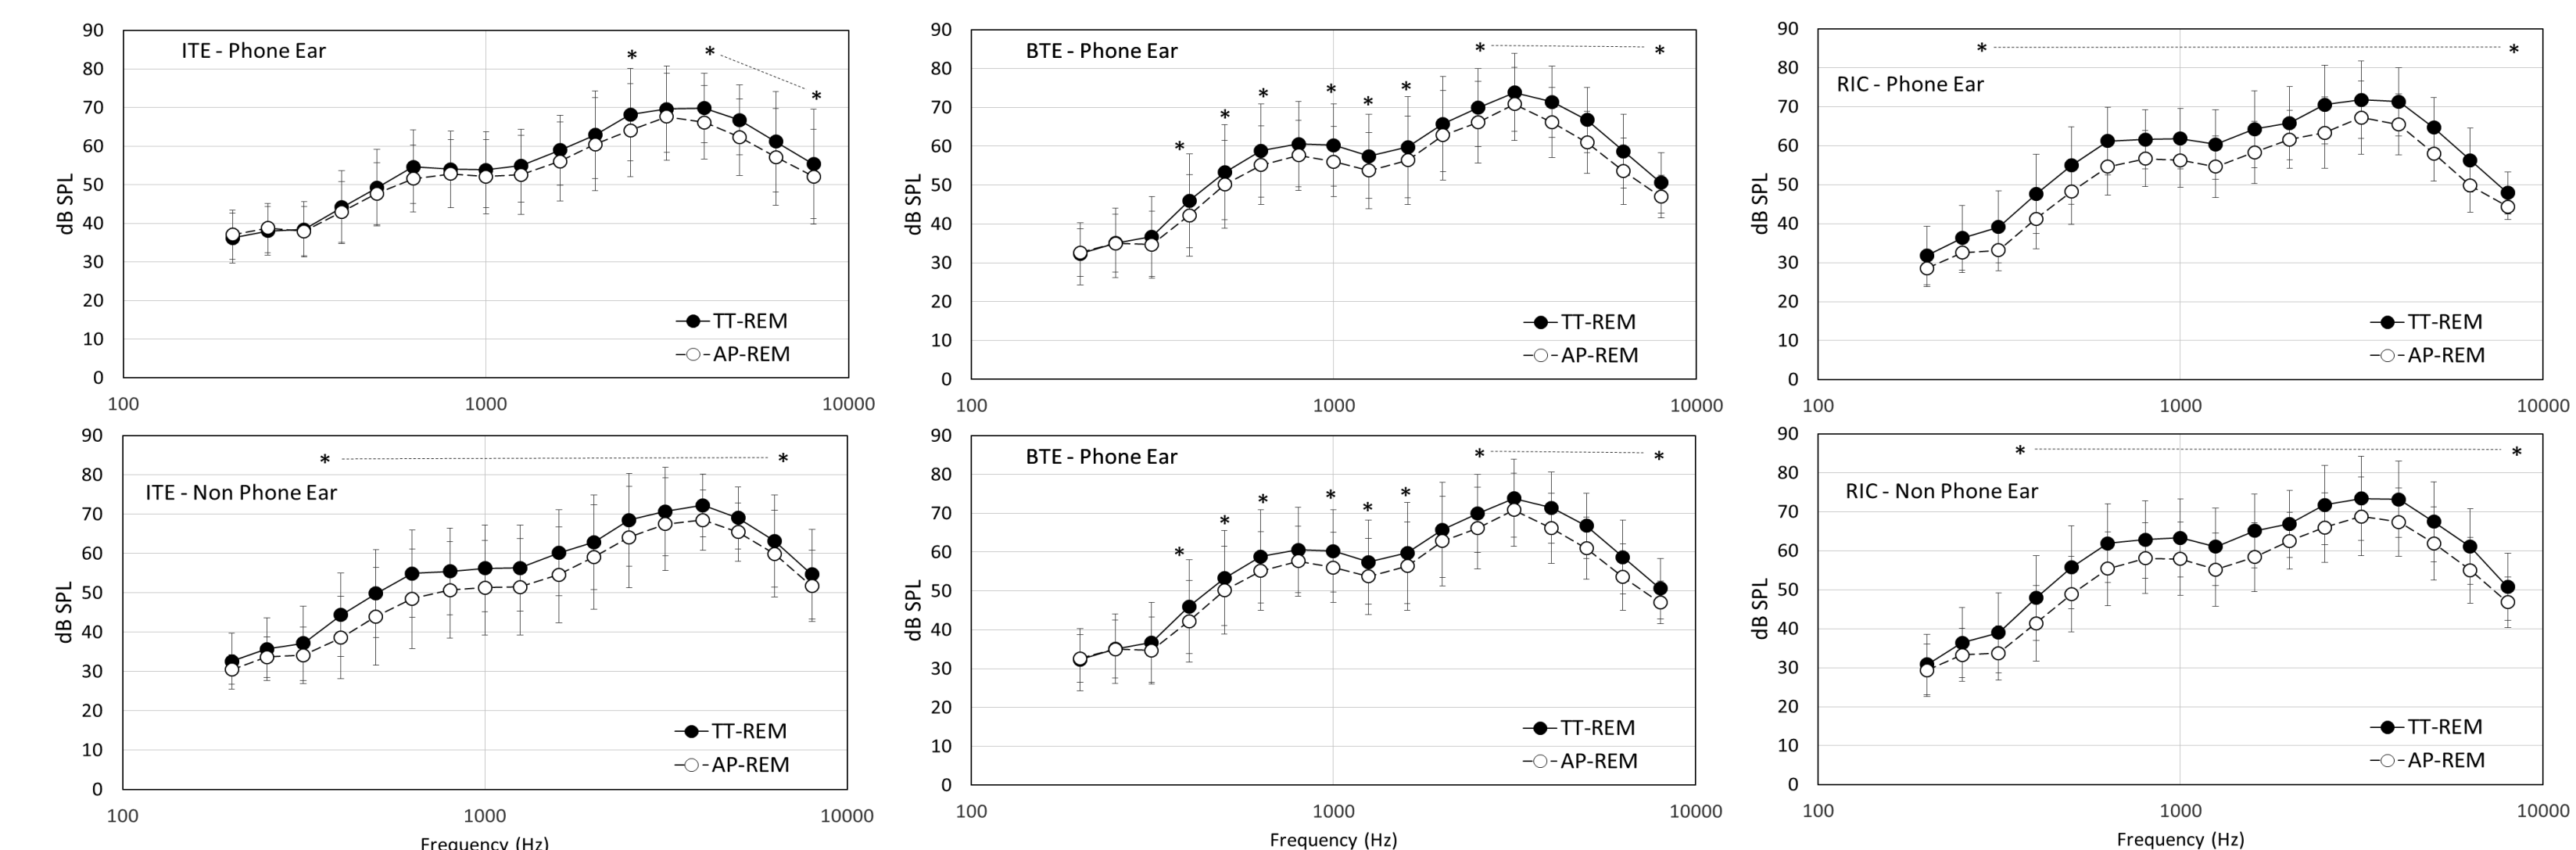 ITE - Phone Ear
90
80
70
60
50
40
30
20
10
0
dB SPL
* * *
TT-REM
AP-REM
100 1000 10000
BTE - Phone Ear
90
80
70
60
50
40
30
20
10
0
dB SPL
* * * * * * * *
TT-REM
AP-REM
100 1000 10000
RIC - Phone Ear
90
80
70
60
50
40
30
20
10
0
dB SPL
* *
TT-REM
AP-REM
100 1000 10000
ITE - Non Phone Ear
90
80
70
60
50
40
30
20
10
0
dB SPL
* *
TT-REM
AP-REM
100 1000 10000
Frequency (Hz)
BTE - Phone Ear
90
80
70
60
50
40
30
20
10
0
dB SPL
* * * * * * * *
TT-REM
AP-REM
100 1000 10000
Frequency (Hz)
RIC - Non Phone Ear
90
80
70
60
50
40
30
20
10
0
dB SPL
* *
TT-REM
AP-REM
100 1000 10000
Frequency (Hz)